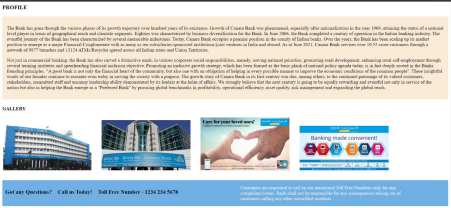 PROFILE
The Bank has gone through the various phases of its growth trajectory over hundred years of its existence. Growth of Canara Bank was phenomenal, especially after nationalization in the year 1969, attaining the status of a national
level player in terms of geographical reach and clientele segments. Eighties was characterized by business diversification for the Bank. In June 2006, the Bank completed a century of operation in the Indian banking industry. The
eventful journey of the Bank has been characterized by several memorable milestones. Today, Canara Bank occupies a premier position in the comity of Indian banks. Over the years, the Bank has been scaling up its market
position to emerge as a major Financial Conglomerate with as many as ten subsidiaries/sponsored institutions/joint ventures in India and abroad. As at June 2021, Canara Bank services over 10.55 crore customers through a
network of 9877 branches and 13124 ATMs/Recycler spread across all Indian states and Union Territories.
Not just in commercial banking, the Bank has also carved a distinctive mark, in various corporate social responsibilities, namely, serving national priorities, promoting rural development, enhancing rural self-employment through
several training institutes and spearheading financial inclusion objective. Promoting an inclusive growth strategy, which has been formed as the basic plank of national policy agenda today, is in fact deeply rooted in the Bank's
founding principles. "A good bank is not only the financial heart of the community, but also one with an obligation of helping in every possible manner to improve the economic conditions of the common people". These insightful
words of our founder continue to resonate even today in serving the society with a purpose. The growth story of Canara Bank in its first century was due, among others, to the continued patronage of its valued customers,
stakeholders, committed staff and uncanny leadership ability demonstrated by its leaders at the helm of affairs. We strongly believe that the next century is going to be equally rewarding and eventful not only in service of the
nation but also in helping the Bank emerge as a "Preferred Bank" by pursuing global benchmarks in profitability, operational efficiency, asset quality, risk management and expanding the global reach.
GALLERY
Care for your loved ones!
Banking made convenient!
Got any Questions? Call us Today! Toll Free Number - 1234 234 5678
Customers are requested to call on our mentioned Toll Free Numbers only for any
complaints/issues. Bank shall not be responsible for any consequences arising out of
customers calling any other unverified numbers.